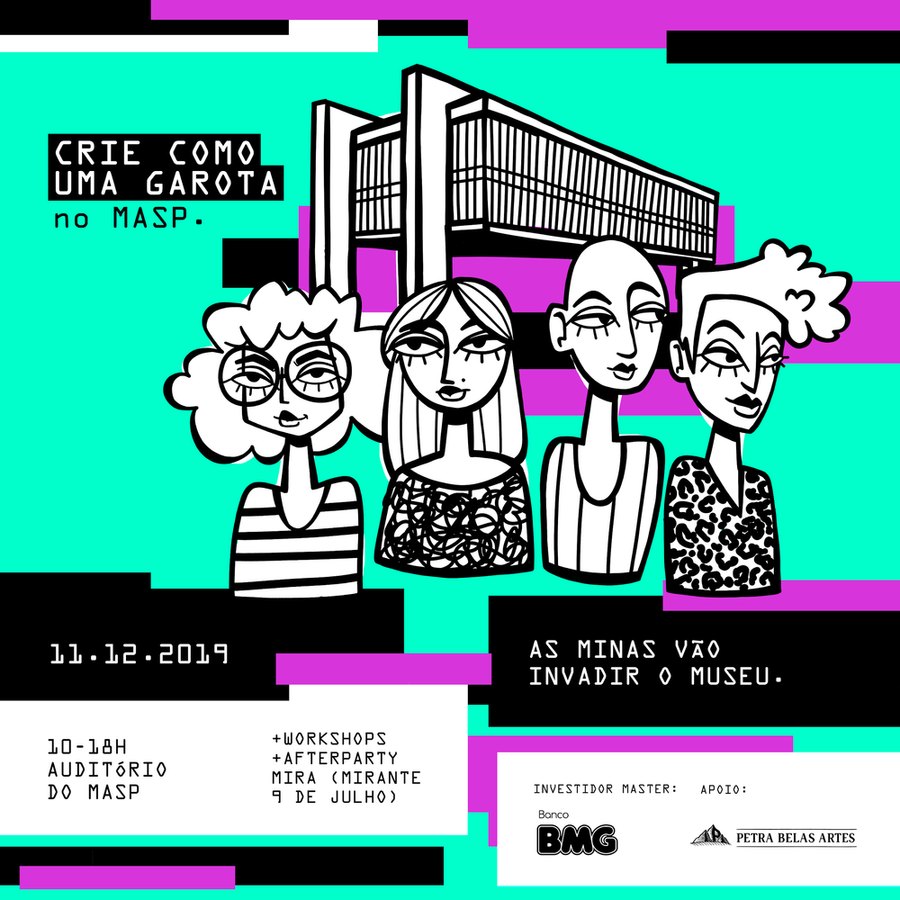 CRIE COMO
UMA GAROTA
no MASP.
11.12.2019
AS MINAS VÃO
INVADIR O MUSEU.
10-18H
AUDITÓRIO
DO MASP
+WORKSHOPS
+AFTERPARTY
MIRA (MIRANTE
9 DE JULHO)
INVESTIDOR MASTER:
APOIO:
Banco
BMG
PETRA BELAS ARTES